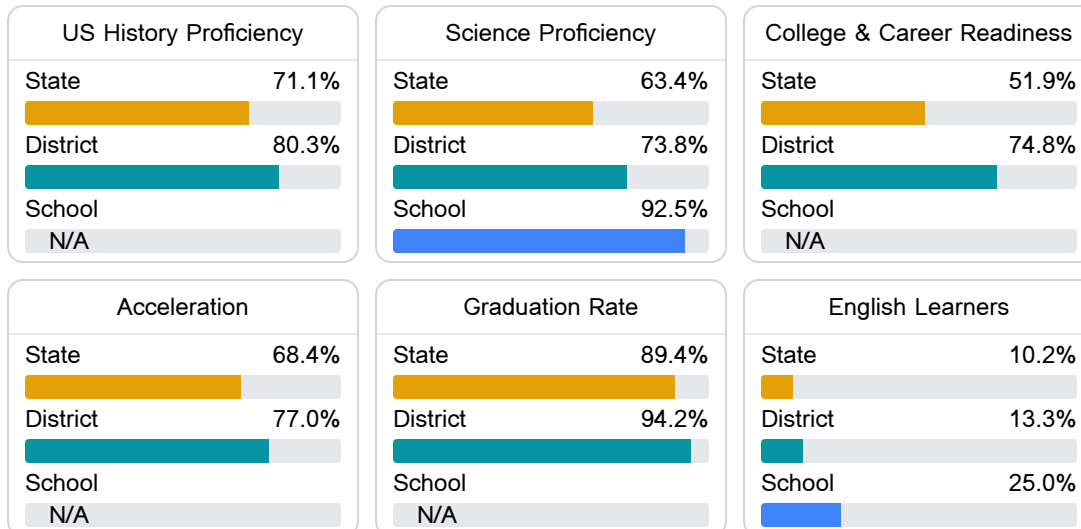 US History Proficiency
State 71.1%
District 80.3%
School
N/A
Science Proficiency
State 63.4%
District 73.8%
School 92.5%
College & Career Readiness
State 51.9%
District 74.8%
School
N/A
Acceleration
State 68.4%
District 77.0%
School
N/A
Graduation Rate
State 89.4%
District 94.2%
School
N/A
English Learners
State 10.2%
District 13.3%
School 25.0%